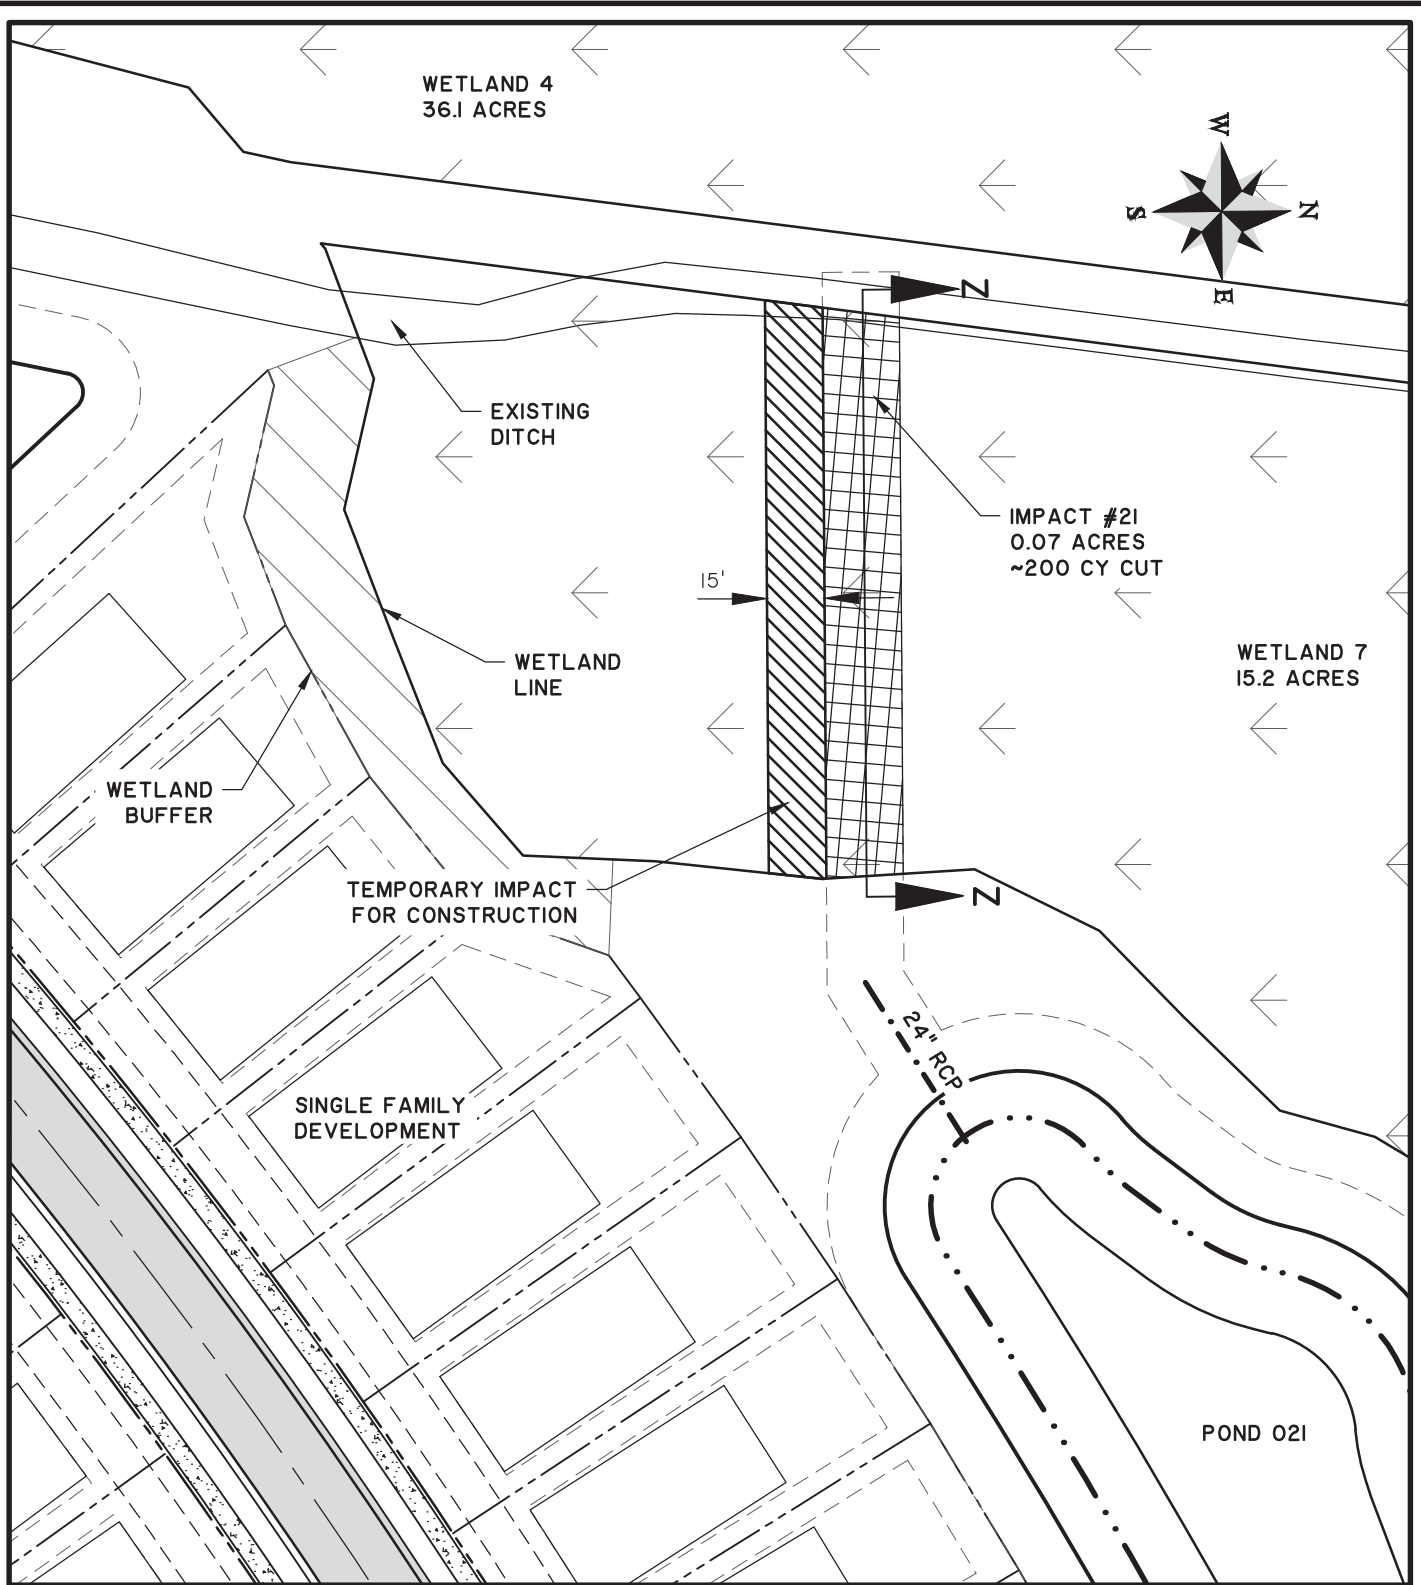 WETLAND 4
36.1 ACRES
W
S
N
E
Z
EXISTING
DITCH
IMPACT #21
0.07 ACRES
~200 CY CUT
15'
WETLAND
LINE
WETLAND 7
15.2 ACRES
WETLAND
BUFFER
TEMPORARY IMPACT
FOR CONSTRUCTION
Z
24" RCP
SINGLE FAMILY
DEVELOPMENT
POND 021